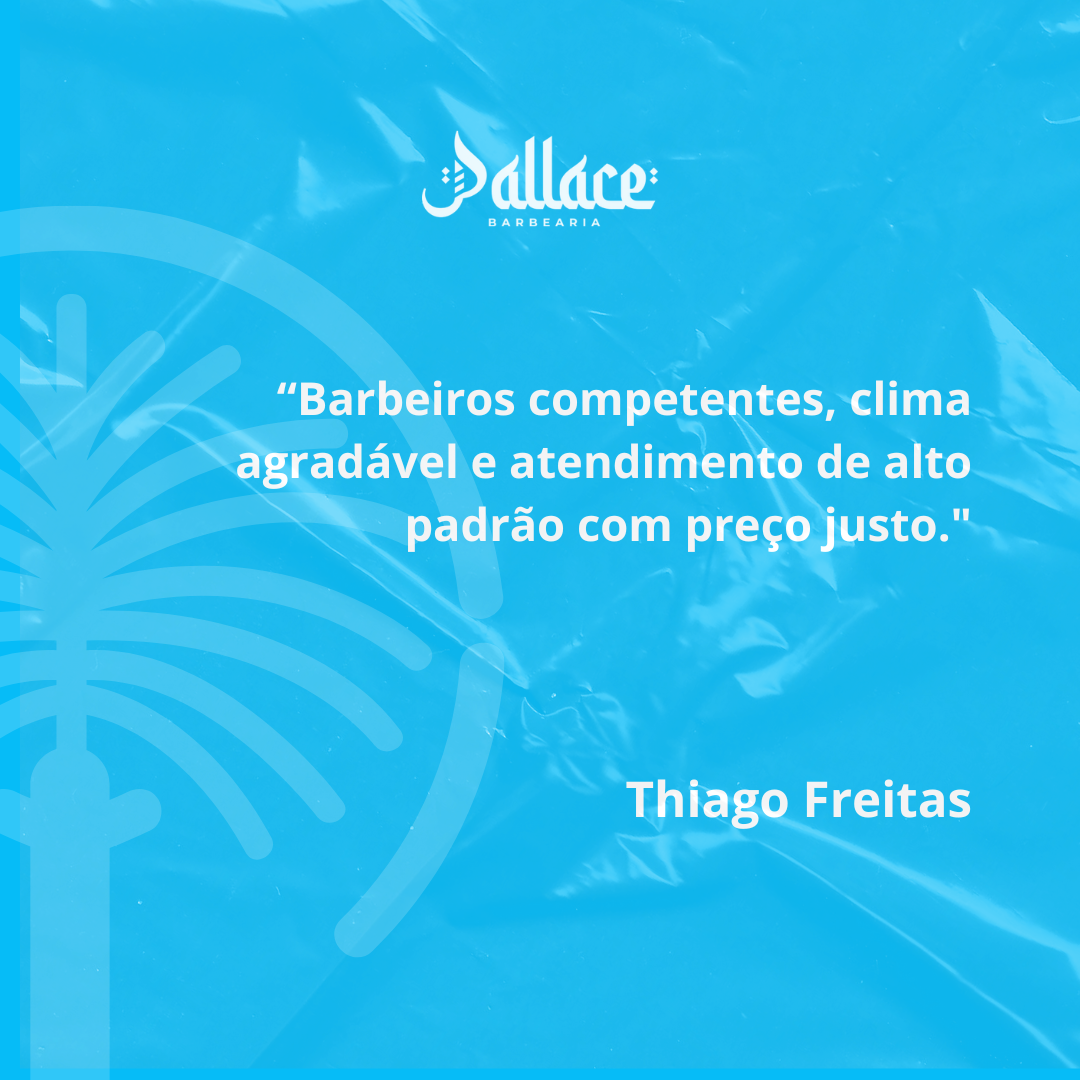 Pallace
BARBEARIA
“Barbeiros competentes, clima
agradável e atendimento de alto
padrão com preço justo."
Thiago Freitas